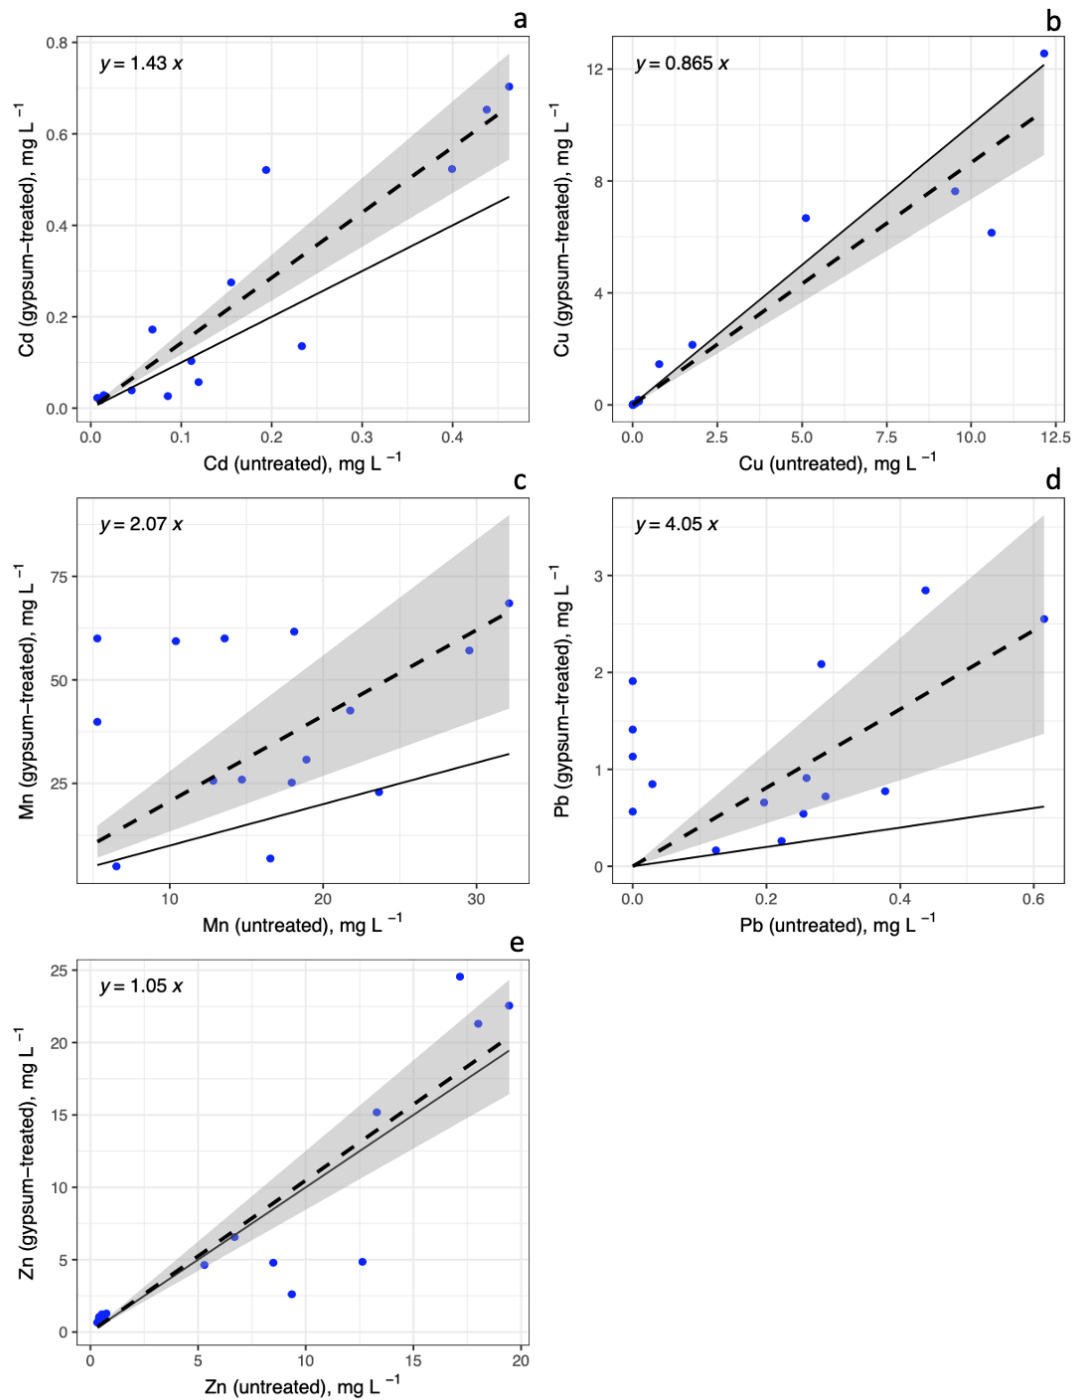 a
y = 1.43 x
0.8
0.6
0.4
0.2
0.0
0.0 0.1 0.2 0.3 0.4
Cd (untreated), mg L −1
Cd (gypsum−treated), mg L −1
b
y = 0.865 x
12
8
4
0
0.0 2.5 5.0 7.5 10.0 12.5
Cu (untreated), mg L −1
Cu (gypsum−treated), mg L −1
c
y = 2.07 x
75
50
25
10 20 30
Mn (untreated), mg L −1
Mn (gypsum−treated), mg L −1
d
y = 4.05 x
3
2
1
0
0.0 0.2 0.4 0.6
Pb (untreated), mg L −1
Pb (gypsum−treated), mg L −1
e
y = 1.05 x
25
20
15
10
5
0
0 5 10 15 20
Zn (untreated), mg L −1
Zn (gypsum−treated), mg L −1